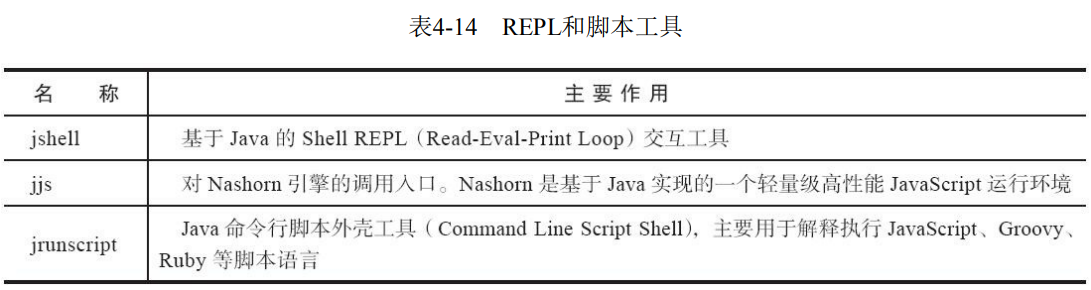 表4-14 REPL和脚本工具
名 称 主 要 作 用
jshell 基于 Java 的 Shell REPL（Read-Eval-Print Loop）交互工具
jjs 对 Nashorn 引擎的调用入口。Nashorn 是基于 Java 实现的一个轻量级高性能 JavaScript 运行环境
jrunscript Java 命令行脚本外壳工具（Command Line Script Shell），主要用于解释执行 JavaScript、Groovy、
Ruby 等脚本语言